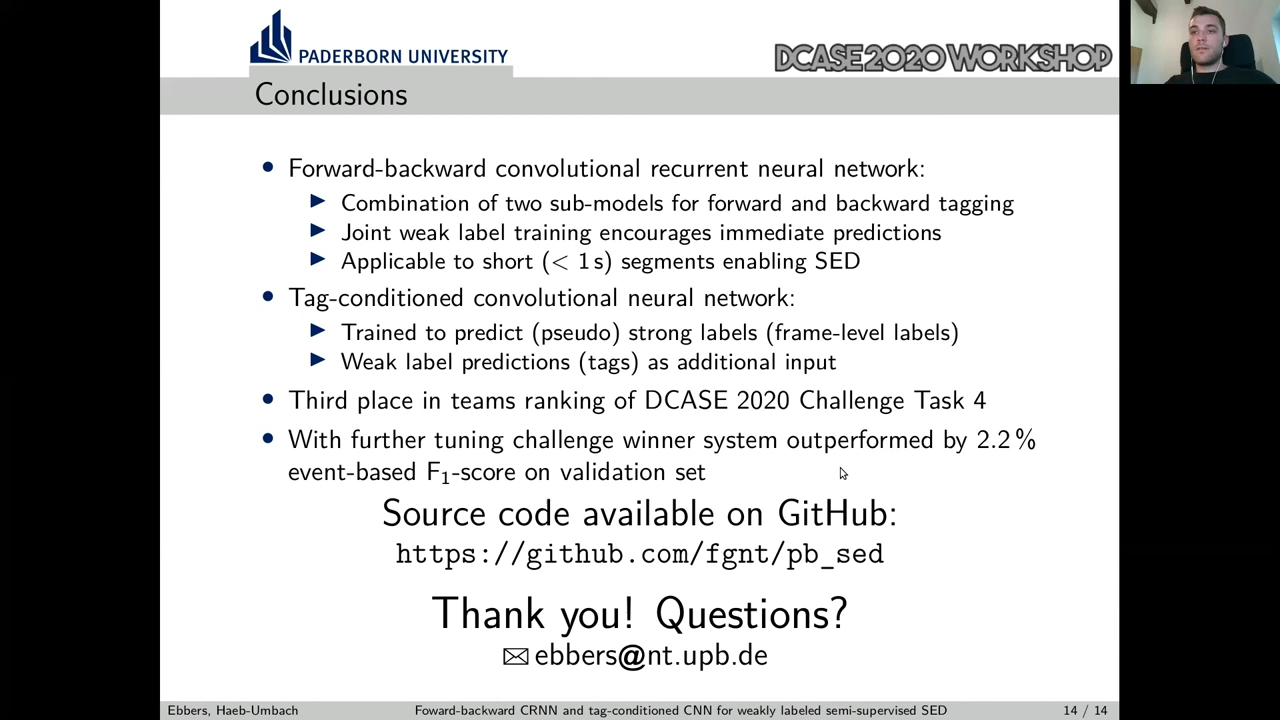 PADERBORN UNIVERSITY
DCASE2020 WORKSHOP
Conclusions
• Forward-backward convolutional recurrent neural network:
▶ Combination of two sub-models for forward and backward tagging
▶ Joint weak label training encourages immediate predictions
▶ Applicable to short (< 1 s) segments enabling SED
• Tag-conditioned convolutional neural network:
▶ Trained to predict (pseudo) strong labels (frame-level labels)
▶ Weak label predictions (tags) as additional input
• Third place in teams ranking of DCASE 2020 Challenge Task 4
• With further tuning challenge winner system outperformed by 2.2 %
event-based F₁-score on validation set
Source code available on GitHub:
https://github.com/fgnt/pb_sed
Thank you! Questions?
✉ ebbers@nt.upb.de
Ebbers, Haeb-Umbach
Foward-backward CRNN and tag-conditioned CNN for weakly labeled semi-supervised SED
14 / 14